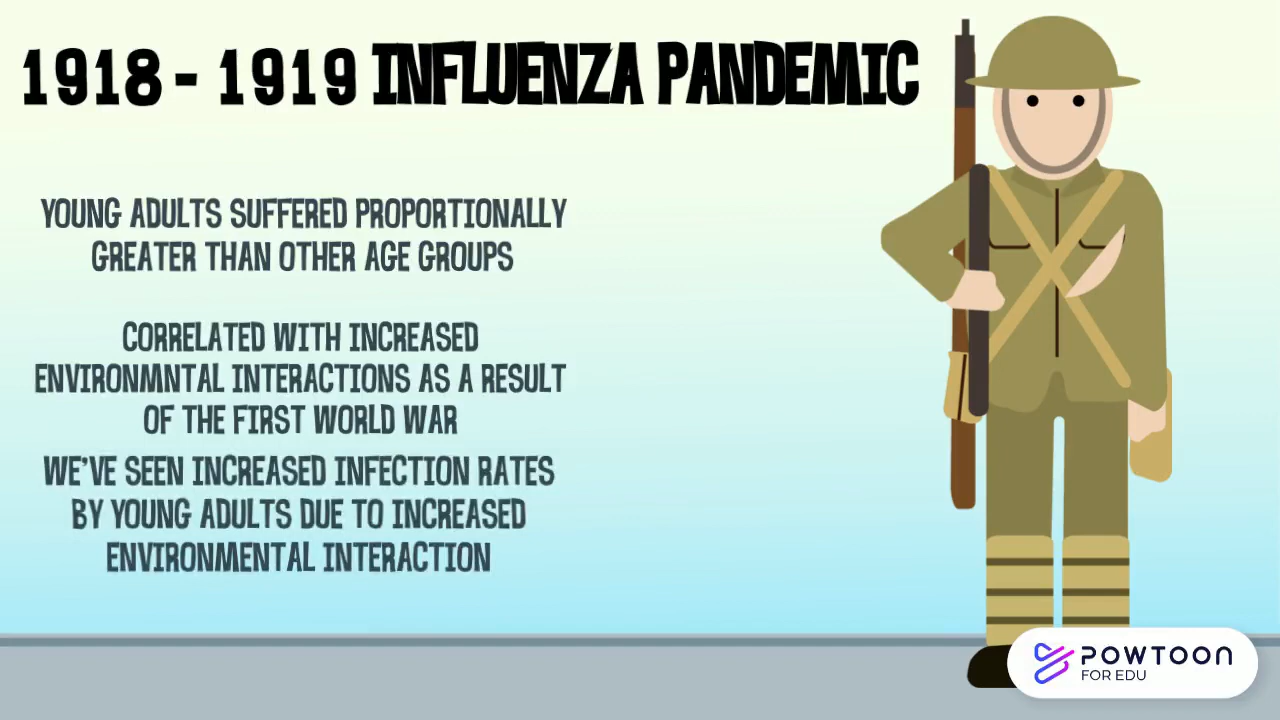 1918 - 1919 INFLUENZA PANDEMIC
YOUNG ADULTS SUFFERED PROPORTIONALLY
GREATER THAN OTHER AGE GROUPS
CORRELATED WITH INCREASED
ENVIRONMNTAL INTERACTIONS AS A RESULT
OF THE FIRST WORLD WAR
WE'VE SEEN INCREASED INFECTION RATES
BY YOUNG ADULTS DUE TO INCREASED
ENVIRONMENTAL INTERACTION
POWTOON
FOR EDU